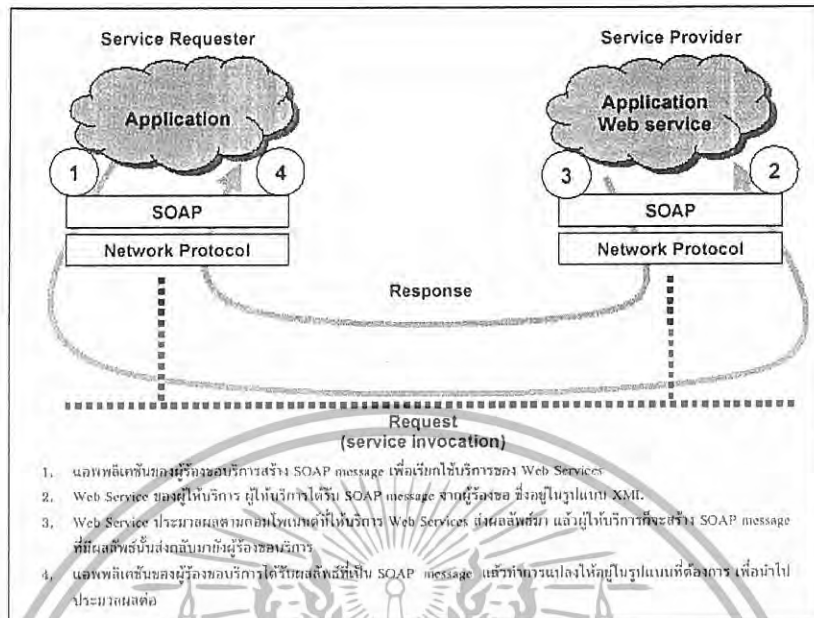 Service Requester
Service Provider
Application
Application
Web service
1
4
3
2
SOAP
SOAP
Network Protocol
Network Protocol
Response
Request
(service invocation)
1. แอพพลิเคชันของผู้ร้องขอบริการสร้าง SOAP message เพื่อเรียกใช้บริการของ Web Services
2. Web Service ของผู้ให้บริการ ผู้ให้บริการได้รับ SOAP message จากผู้ร้องขอ ซึ่งอยู่ในรูปแบบ XML
3. Web Service ประมวลผลตามคอมโพเนนต์ที่ให้บริการ Web Services ส่งผลลัพธ์มา แล้วผู้ให้บริการก็จะสร้าง SOAP message
ที่มีผลลัพธ์นั้นส่งกลับมายังผู้ร้องขอบริการ
4. แอพพลิเคชันของผู้ร้องขอบริการได้รับผลลัพธ์ที่เป็น SOAP message แล้วทำการแปลงให้อยู่ในรูปแบบที่ต้องการ เพื่อนำไป
ประมวลผลต่อ